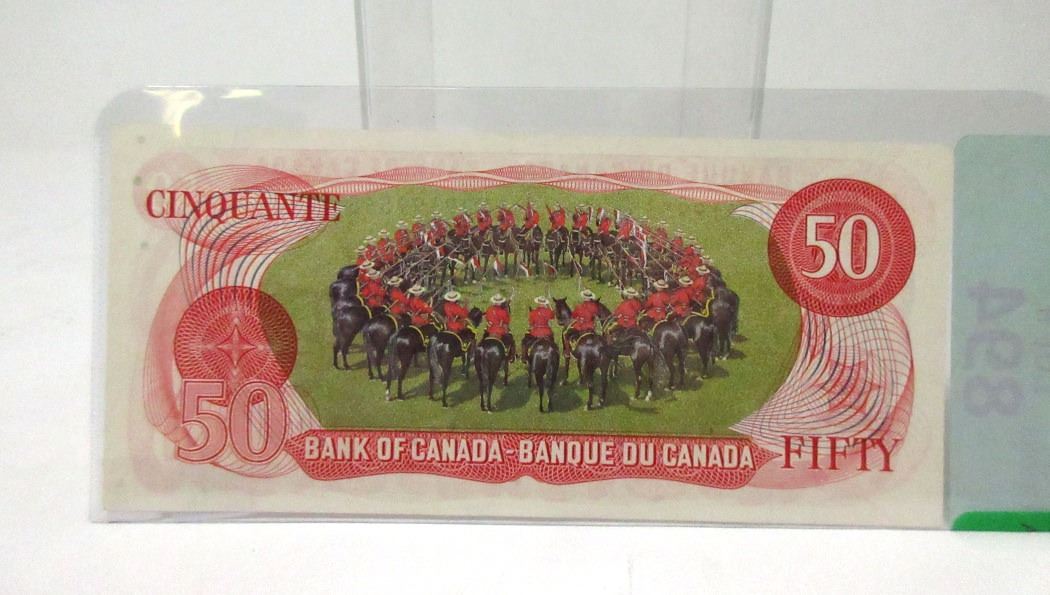 CINQUANTE
50
50
BANK OF CANADA - BANQUE DU CANADA
FIFTY